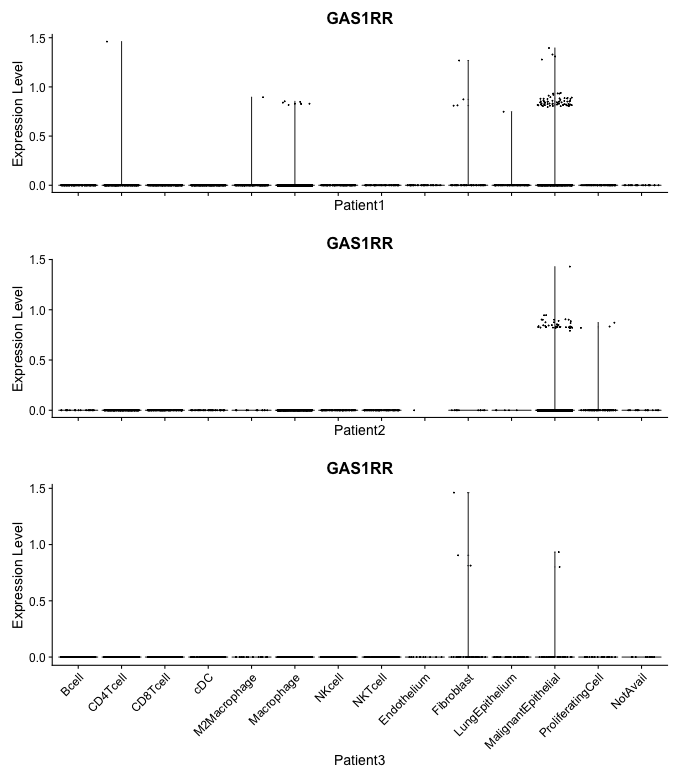 GAS1RR
Expression Level
1.5
1.0
0.5
0.0
Patient1
GAS1RR
Expression Level
1.5
1.0
0.5
0.0
Patient2
GAS1RR
Expression Level
1.5
1.0
0.5
0.0
Bcell
CD4Tcell
CD8Tcell
cDC
M2Macrophage
Macrophage
NKcell
NKTcell
Endothelium
Fibroblast
LungEpithelium
MalignantEpithelial
ProliferatingCell
NotAvail
Patient3